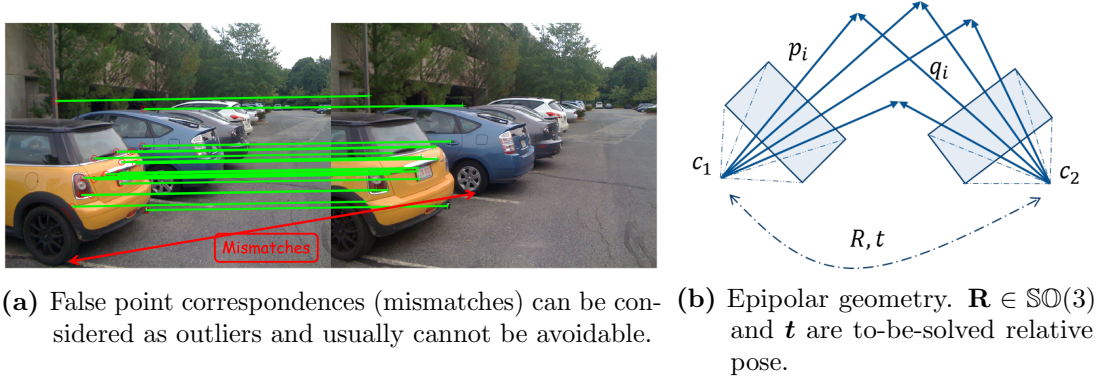 Mismatches
p_i
q_i
c_1
c_2
R, t
(a) False point correspondences (mismatches) can be con-
sidered as outliers and usually cannot be avoidable.
(b) Epipolar geometry. R ∈ 𝕊𝕆(3)
and t are to-be-solved relative
pose.